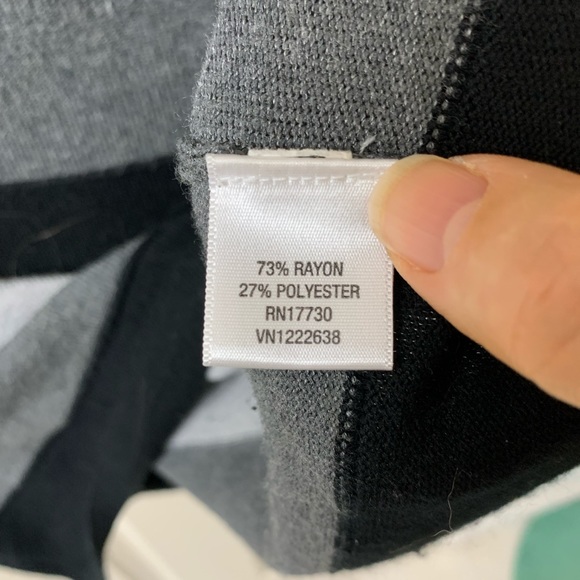 73% RAYON
27% POLYESTER
RN17730
VN1222638